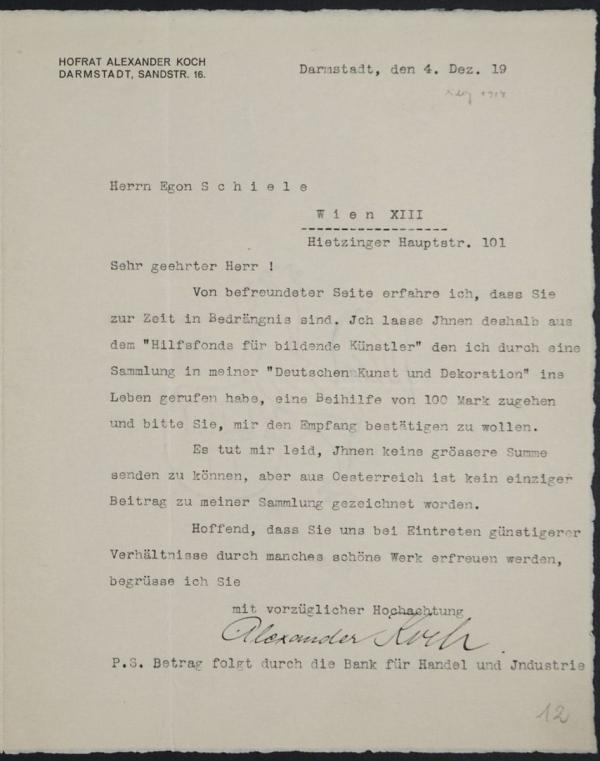 HOFRAT ALEXANDER KOCH
DARMSTADT, SANDSTR. 16.
Darmstadt, den 4. Dez. 19
Herrn Egon S c h i e l e
W i e n XIII
Hietzinger Hauptstr. 101
Sehr geehrter Herr !
Von befreundeter Seite erfahre ich, dass Sie
zur Zeit in Bedrängnis sind. Jch lasse Jhnen deshalb aus
dem "Hilfsfonds für bildende Künstler" den ich durch eine
Sammlung in meiner "Deutschen Kunst und Dekoration" ins
Leben gerufen habe, eine Beihilfe von 100 Mark zugehen
und bitte Sie, mir den Empfang bestätigen zu wollen.
Es tut mir leid, Jhnen keine grössere Summe
senden zu können, aber aus Oesterreich ist kein einziger
Beitrag zu meiner Sammlung gezeichnet worden.
Hoffend, dass Sie uns bei Eintreten günstigerer
Verhältnisse durch manches schöne Werk erfreuen werden,
begrüsse ich Sie
mit vorzüglicher Hochachtung
Alexander Koch.
P.S. Betrag folgt durch die Bank für Handel und Jndustrie
12